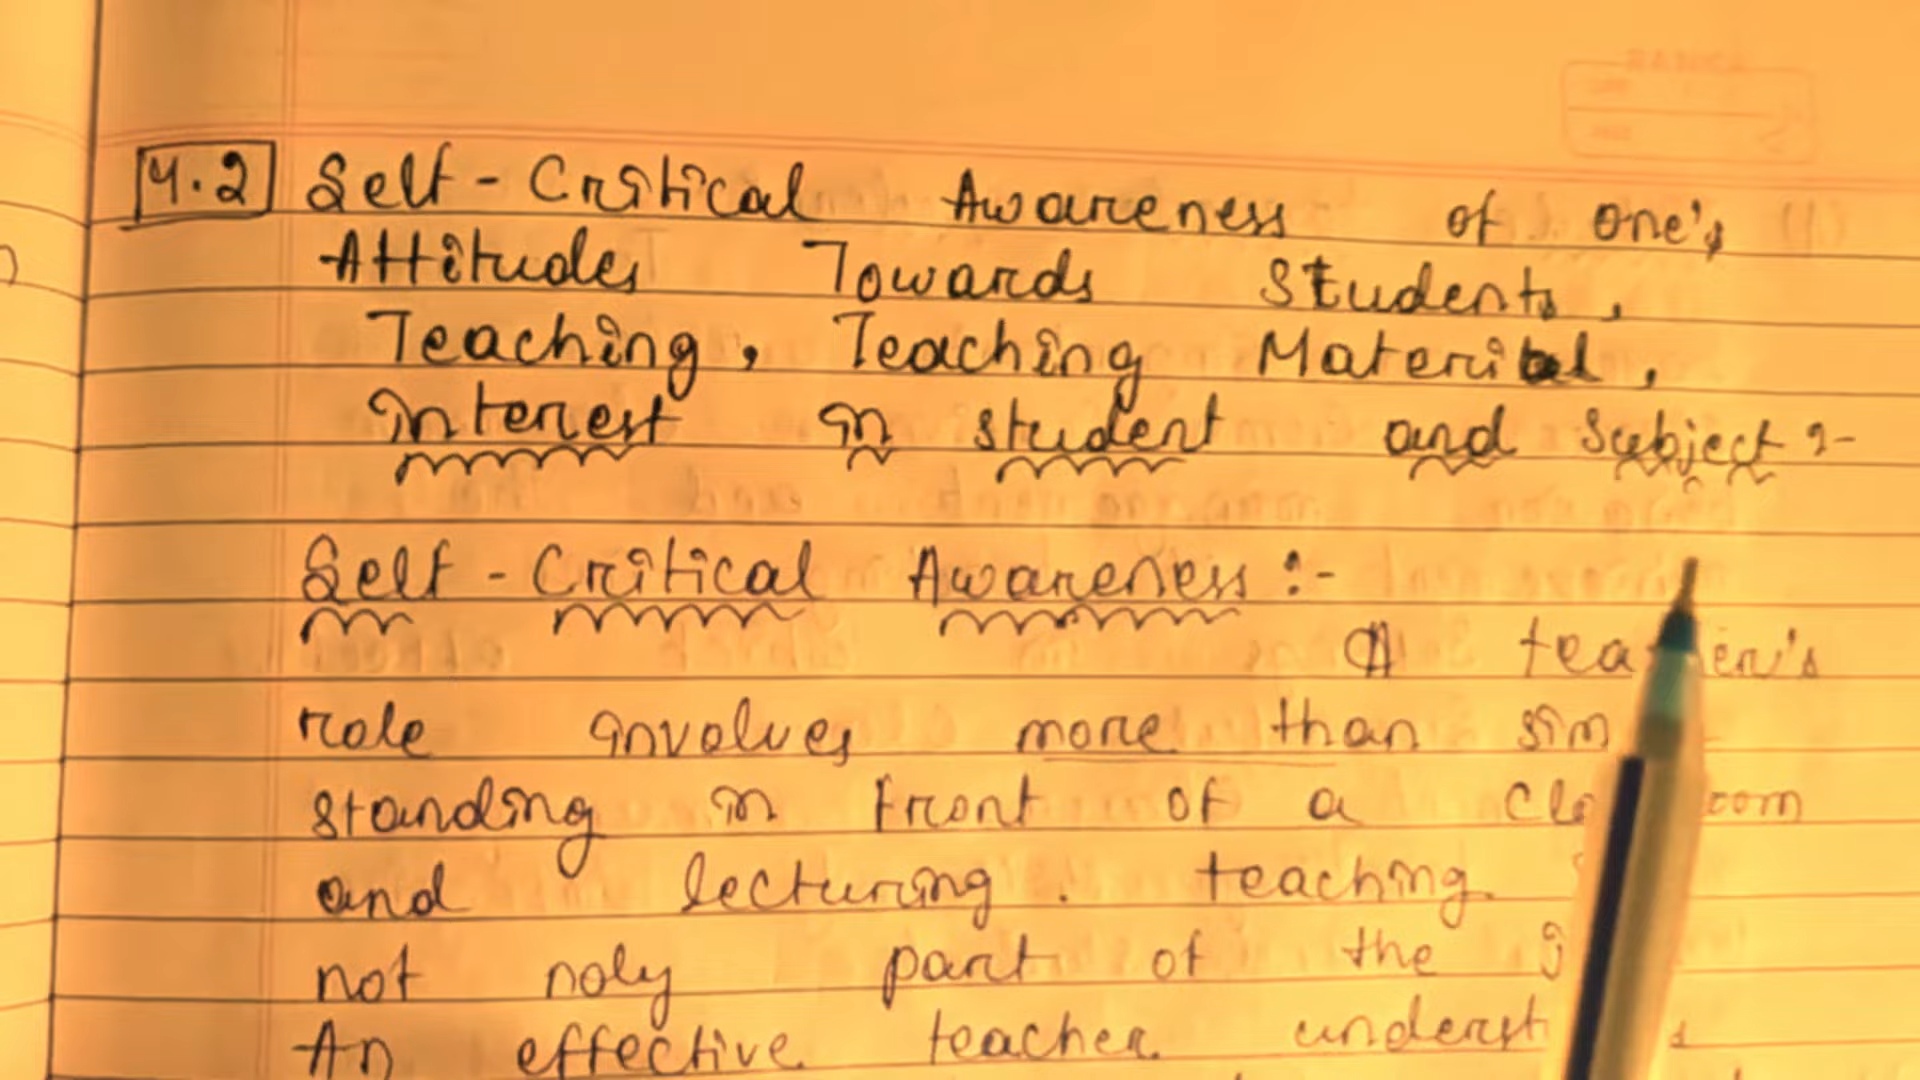 4.2 Self - Critical Awareness of one's
Attitudes Towards Students,
Teaching, Teaching Material,
Interest in student and Subject :-
Self - Critical Awareness :-
A
role involves more than
standing in front of a
and lecturing. teaching
not noly part of the
An effective teacher